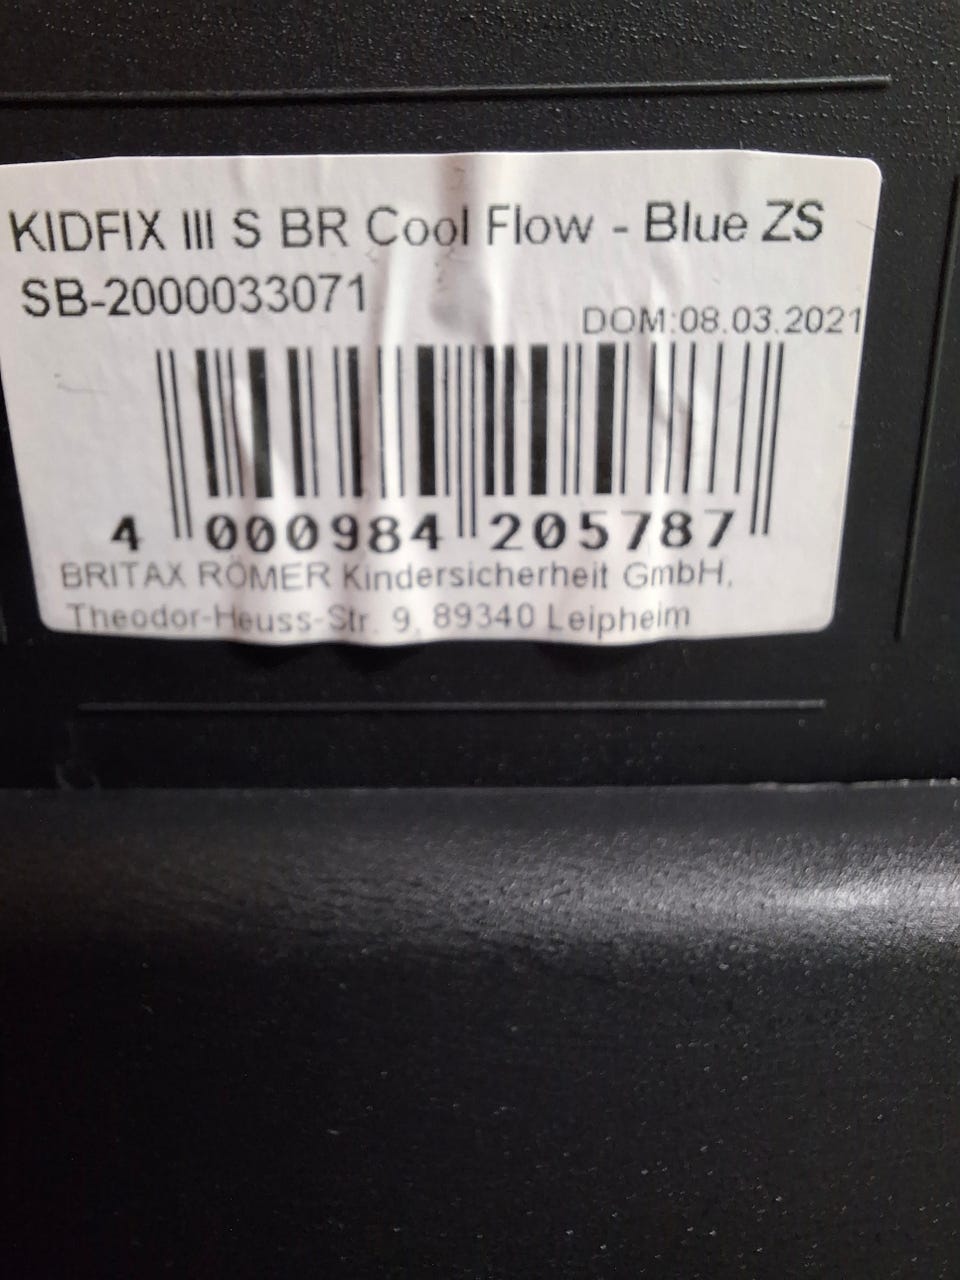 KIDFIX III S BR Cool Flow - Blue ZS
SB-2000033071
DOM:08.03.2021
4 000984 205787
BRITAX RÖMER Kindersicherheit GmbH,
Theodor-Heuss-Str. 9, 89340 Leipheim